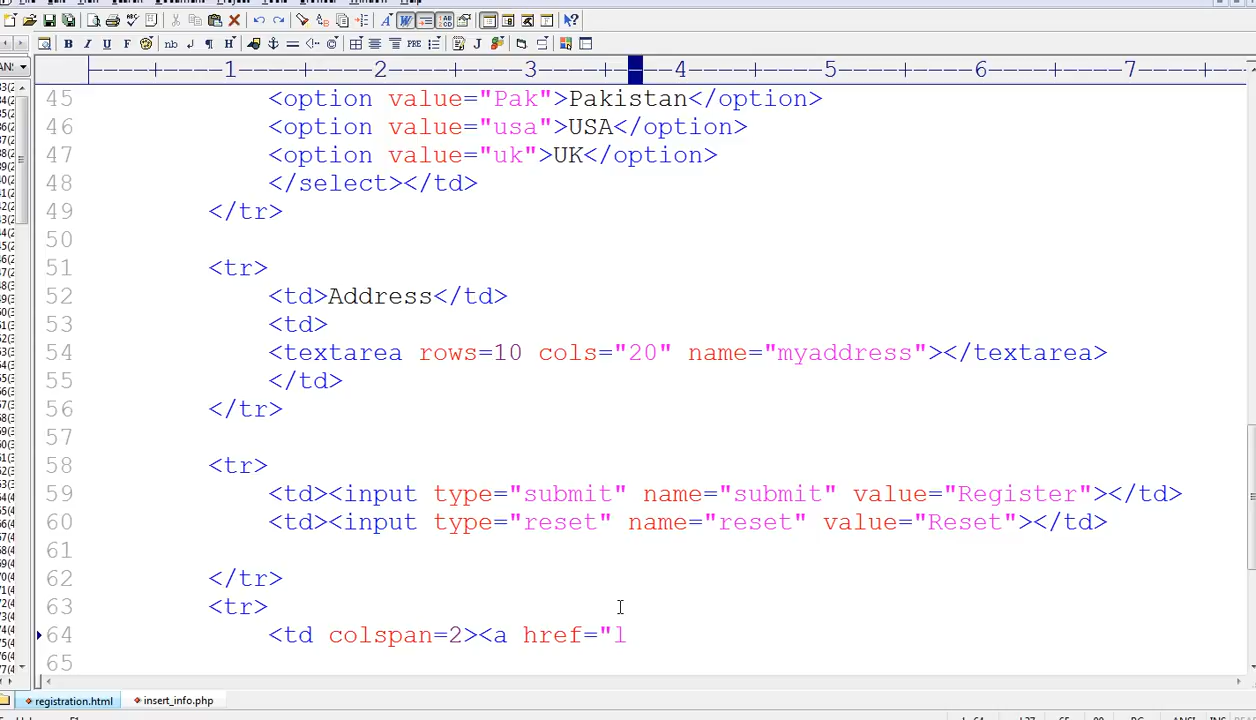 ----+----1----+----2----+----3----+----4----+----5----+----6----+----7----+--
45 <option value="Pak">Pakistan</option>
46 <option value="usa">USA</option>
47 <option value="uk">UK</option>
48 </select></td>
49 </tr>
50
51 <tr>
52 <td>Address</td>
53 <td>
54 <textarea rows=10 cols="20" name="myaddress"></textarea>
55 </td>
56 </tr>
57
58 <tr>
59 <td><input type="submit" name="submit" value="Register"></td>
60 <td><input type="reset" name="reset" value="Reset"></td>
61
62 </tr>
63 <tr>
64 <td colspan=2><a href="l
65
registration.html insert_info.php